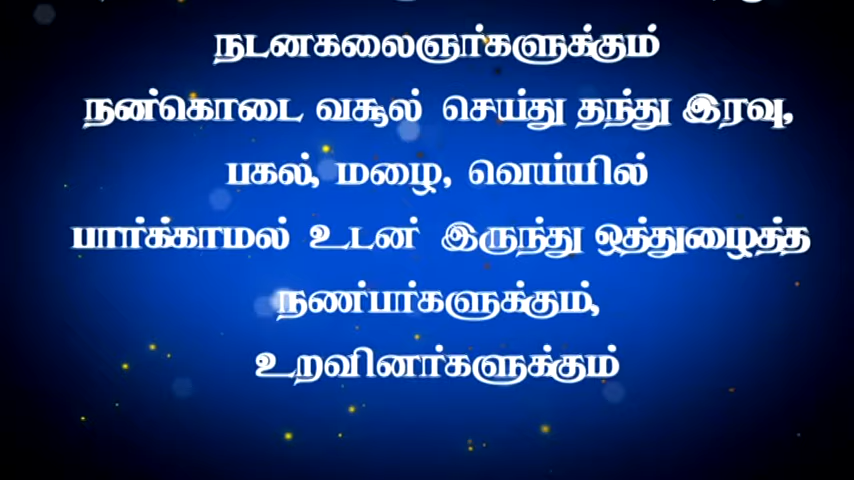 நடனகலைஞர்களுக்கும்
நன்கொடை வசூல் செய்து தந்து இரவு,
பகல், மழை, வெய்யில்
பார்க்காமல் உடன் இருந்து ஒத்துழைத்த
நண்பர்களுக்கும்,
உறவினர்களுக்கும்